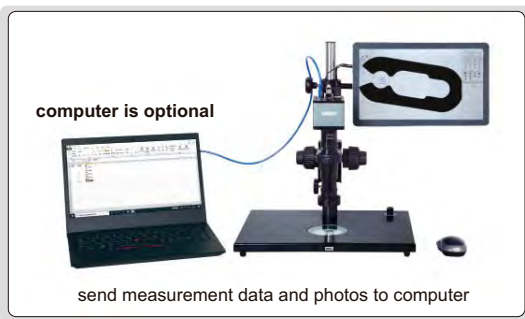 computer is optional
send measurement data and photos to computer